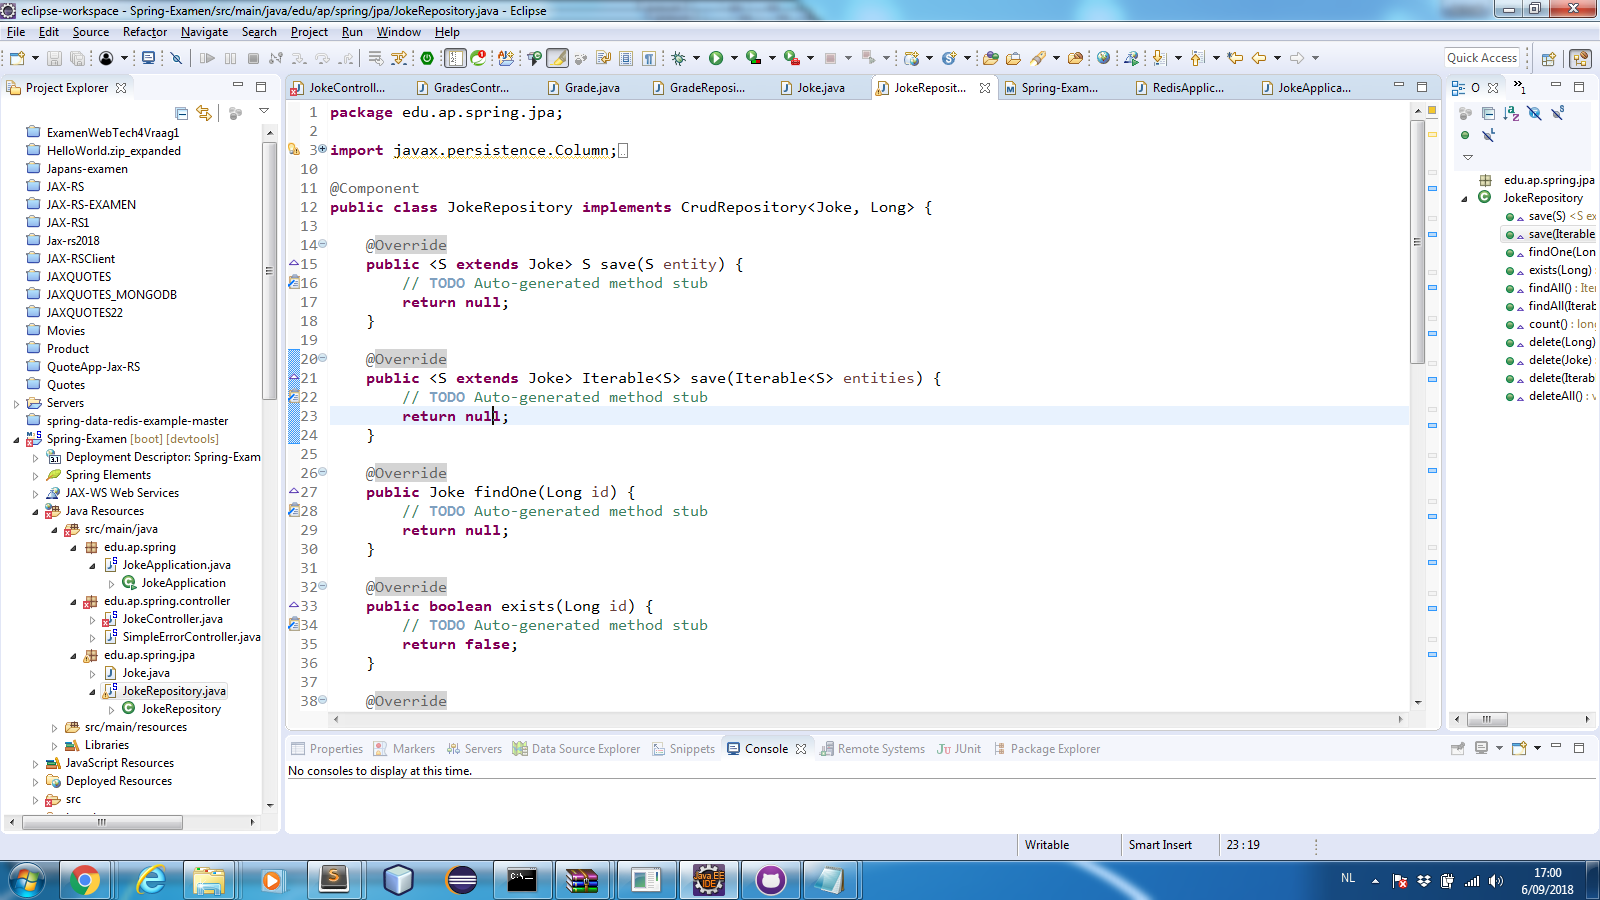 eclipse-workspace - Spring-Examen/src/main/java/edu/ap/spring/jpa/JokeRepository.java - Eclipse
File Edit Source Refactor Navigate Search Project Run Window Help
Quick Access
Project Explorer
JokeControll... GradesContr... Grade.java GradeReposi... Joke.java JokeReposit... Spring-Exam... RedisApplic... JokeApplica...
ExamenWebTech4Vraag1
HelloWorld.zip_expanded
Japans-examen
JAX-RS
JAX-RS-EXAMEN
JAX-RS1
Jax-rs2018
JAX-RSClient
JAXQUOTES
JAXQUOTES_MONGODB
JAXQUOTES22
Movies
Product
QuoteApp-Jax-RS
Quotes
Servers
spring-data-redis-example-master
Spring-Examen [boot] [devtools]
Deployment Descriptor: Spring-Exam
Spring Elements
JAX-WS Web Services
Java Resources
src/main/java
edu.ap.spring
JokeApplication.java
JokeApplication
edu.ap.spring.controller
JokeController.java
SimpleErrorController.java
edu.ap.spring.jpa
Joke.java
JokeRepository.java
JokeRepository
src/main/resources
Libraries
JavaScript Resources
Deployed Resources
src
1 package edu.ap.spring.jpa;
2
3 import javax.persistence.Column;
10
11 @Component
12 public class JokeRepository implements CrudRepository<Joke, Long> {
13
14 @Override
15 public <S extends Joke> S save(S entity) {
16 // TODO Auto-generated method stub
17 return null;
18 }
19
20 @Override
21 public <S extends Joke> Iterable<S> save(Iterable<S> entities) {
22 // TODO Auto-generated method stub
23 return null;
24 }
25
26 @Override
27 public Joke findOne(Long id) {
28 // TODO Auto-generated method stub
29 return null;
30 }
31
32 @Override
33 public boolean exists(Long id) {
34 // TODO Auto-generated method stub
35 return false;
36 }
37
38 @Override
O
edu.ap.spring.jpa
JokeRepository
save(S) <S ex
save(Iterable
findOne(Lon
exists(Long)
findAll() : Iter
findAll(Iterab
count() : long
delete(Long)
delete(Joke)
delete(Iterab
deleteAll() : v
Properties Markers Servers Data Source Explorer Snippets Console Remote Systems JUnit Package Explorer
No consoles to display at this time.
Writable Smart Insert 23 : 19
NL
17:00
6/09/2018